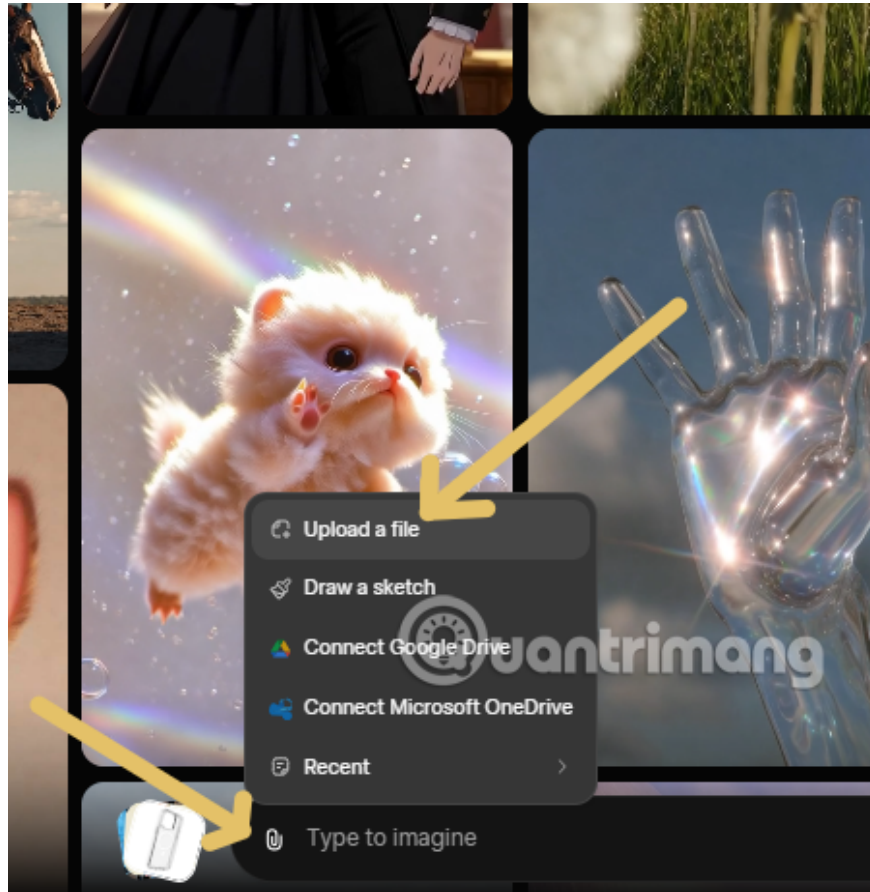 Upload a file
Draw a sketch
Connect Google Drive
Connect Microsoft OneDrive
Recent
Type to imagine
Quantrimang